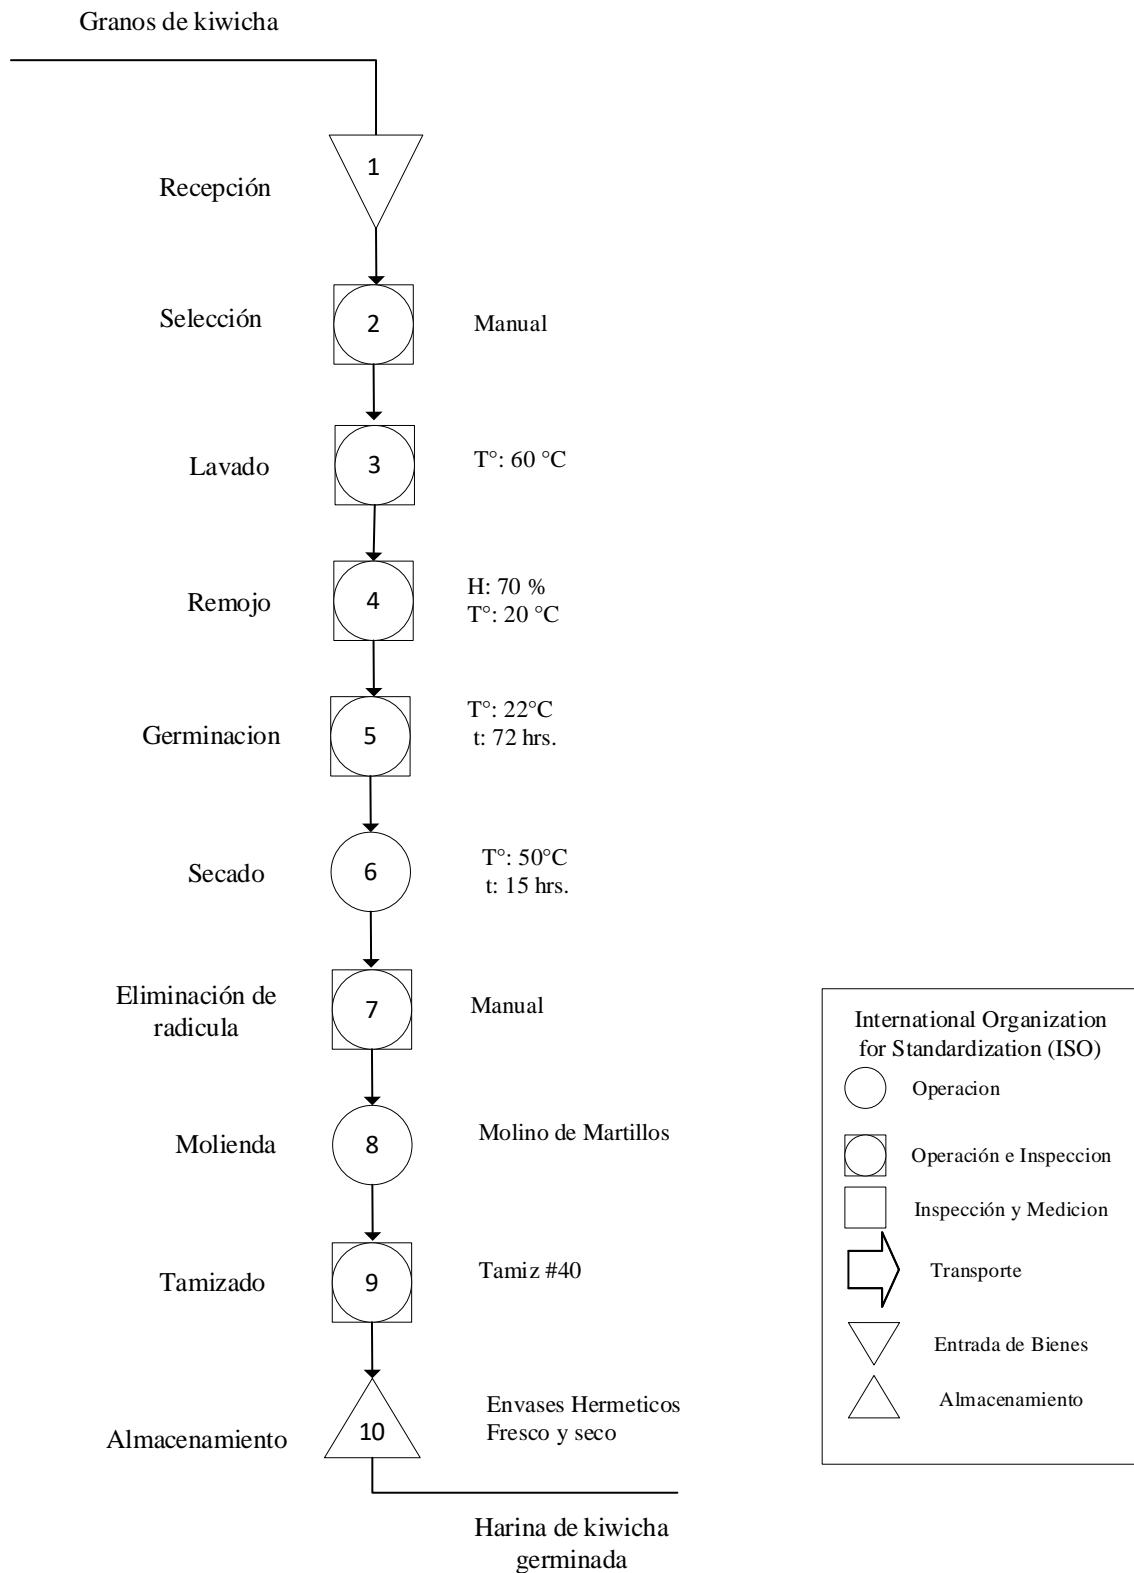 Granos de kiwicha
1
Recepción
Selección
2
Manual
Lavado
3
T°: 60 °C
Remojo
4
H: 70 %
T°: 20 °C
Germinacion
5
T°: 22°C
t: 72 hrs.
Secado
6
T°: 50°C
t: 15 hrs.
Eliminación de
radicula
7
Manual
Molienda
8
Molino de Martillos
Tamizado
9
Tamiz #40
Almacenamiento
10
Envases Hermeticos
Fresco y seco
Harina de kiwicha
germinada
International Organization
for Standardization (ISO)
Operacion
Operación e Inspeccion
Inspección y Medicion
Transporte
Entrada de Bienes
Almacenamiento